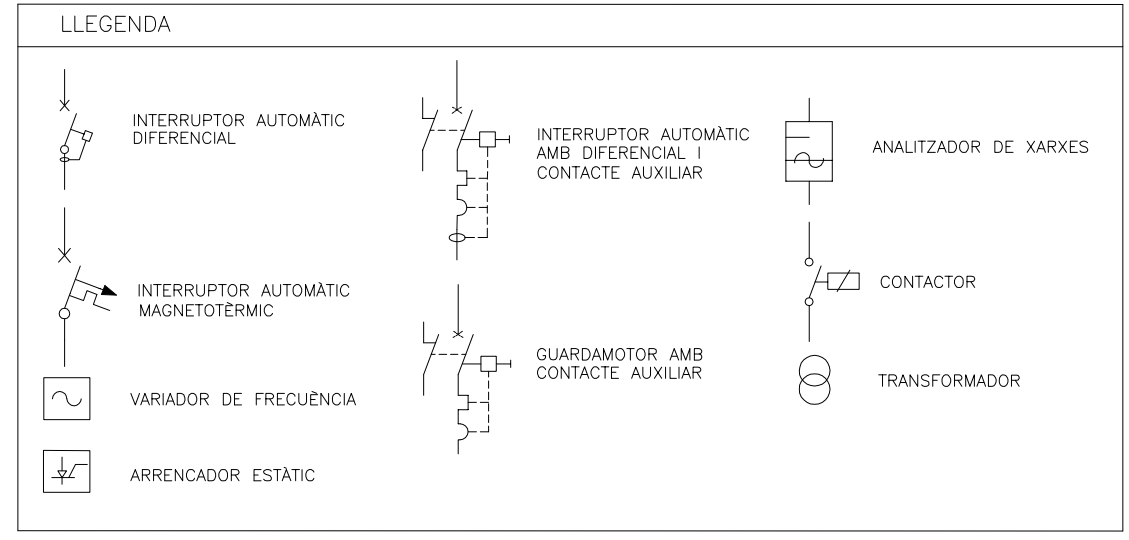 LLEGENDA
INTERRUPTOR AUTOMÀTIC
DIFERENCIAL
INTERRUPTOR AUTOMÀTIC
MAGNETOTÈRMIC
VARIADOR DE FRECUÈNCIA
ARRENCADOR ESTÀTIC
INTERRUPTOR AUTOMÀTIC
AMB DIFERENCIAL I
CONTACTE AUXILIAR
GUARDAMOTOR AMB
CONTACTE AUXILIAR
ANALITZADOR DE XARXES
CONTACTOR
TRANSFORMADOR